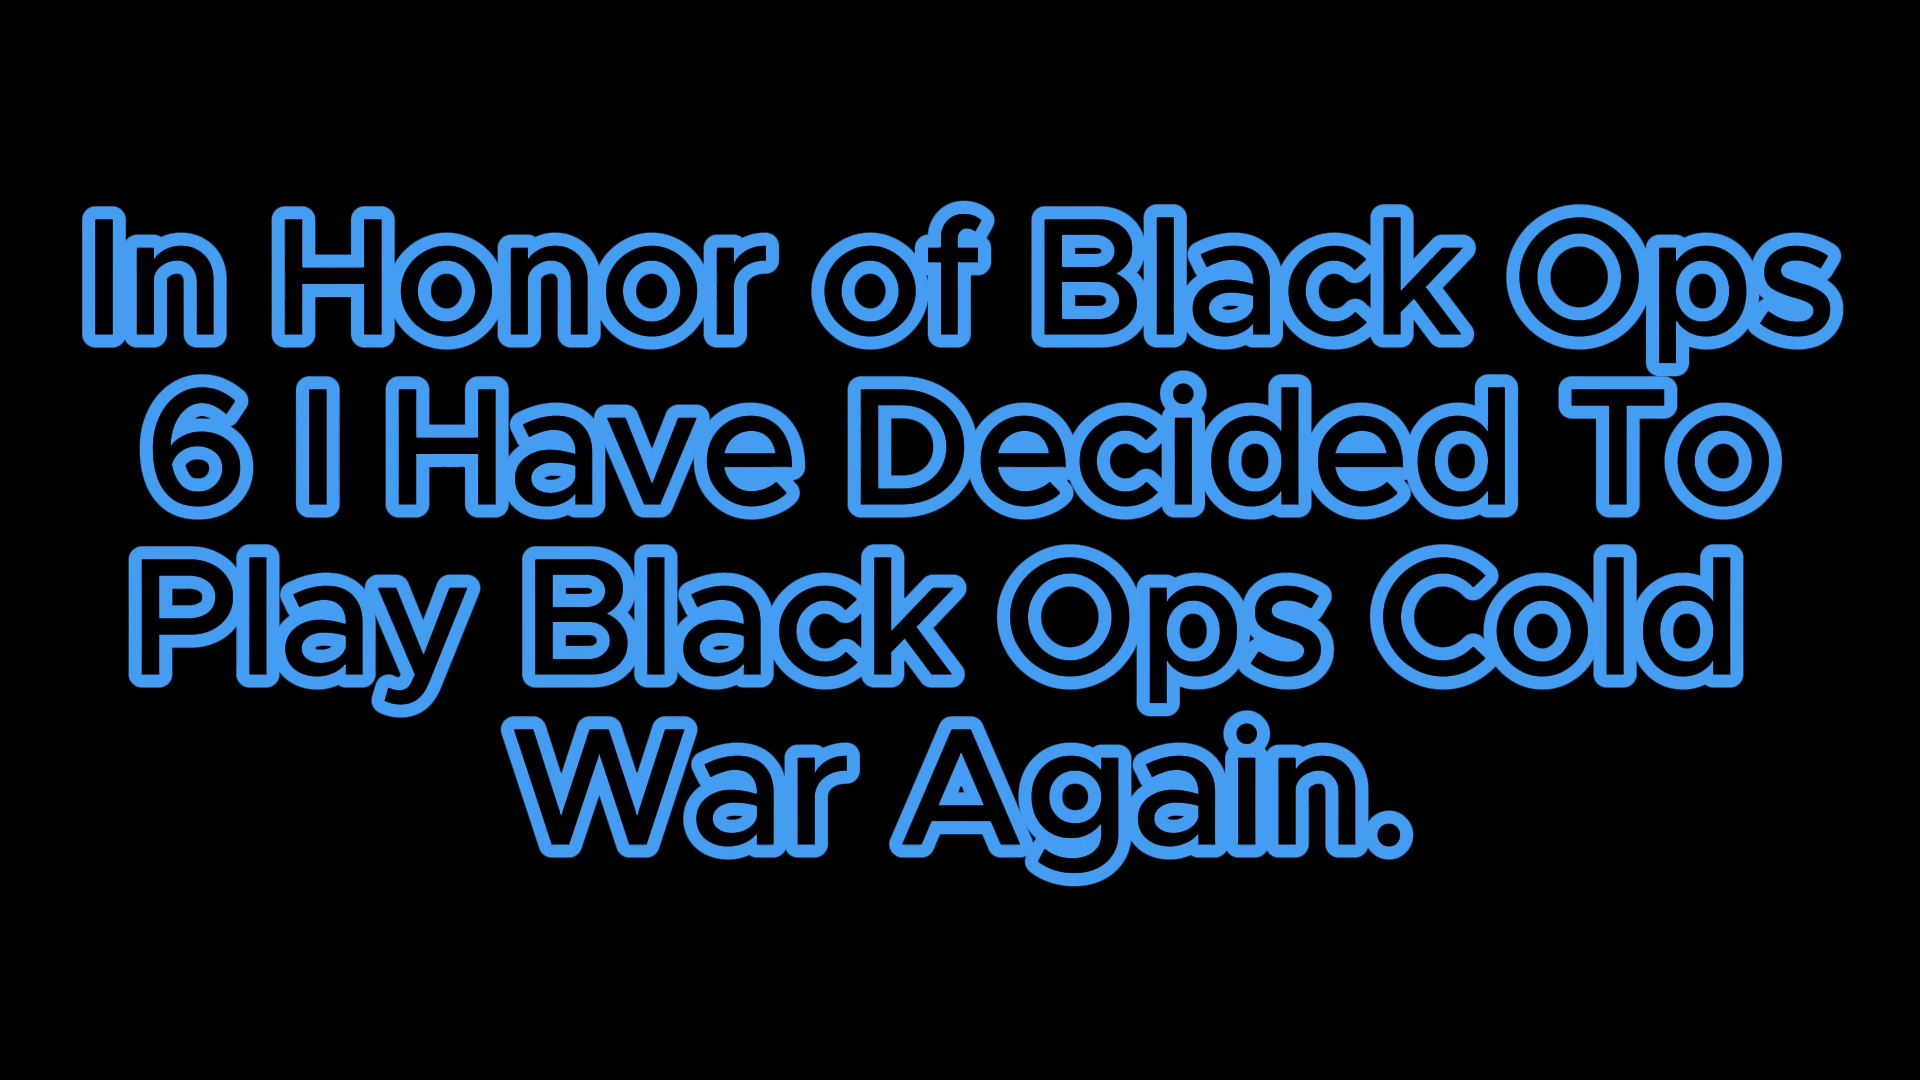 In Honor of Black Ops
6 I Have Decided To
Play Black Ops Cold
War Again.